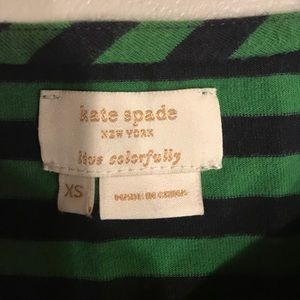 kate spade
NEW YORK
live colorfully
XS
MADE IN CHINA